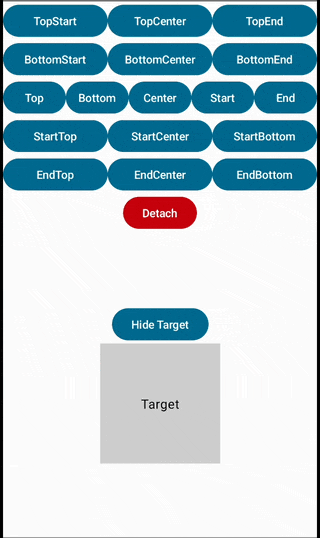 TopStart TopCenter TopEnd
BottomStart BottomCenter BottomEnd
Top Bottom Center Start End
StartTop StartCenter StartBottom
EndTop EndCenter EndBottom
Detach
Hide Target
Target